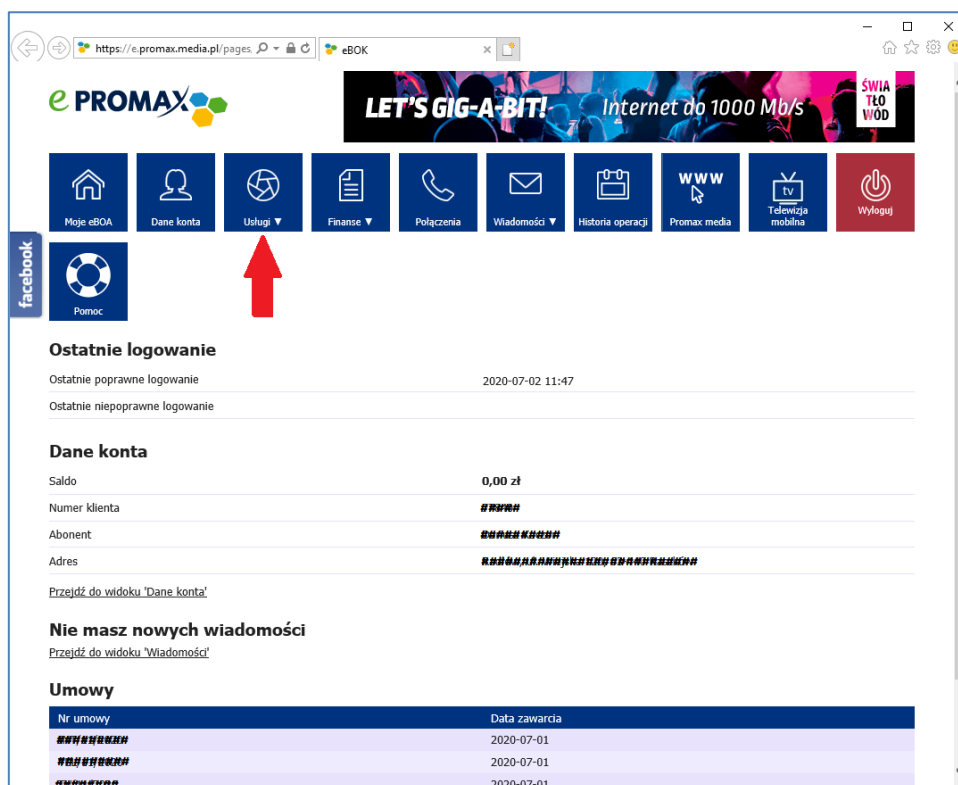 https://e.promax.media.pl/pages,
eBOK
e PROMAX
LET'S GIG-A-BIT! Internet do 1000 Mb/s
ŚWIA
TŁO
WÓD
Moje eBOA
Dane konta
Usługi ▼
Finanse ▼
Połączenia
Wiadomości ▼
Historia operacji
www
Promax media
tv
Telewizja
mobilna
Wyloguj
facebook
Pomoc
Ostatnie logowanie
Ostatnie poprawne logowanie 2020-07-02 11:47
Ostatnie niepoprawne logowanie
Dane konta
Saldo 0,00 zł
Numer klienta
Abonent
Adres
Przejdź do widoku 'Dane konta'
Nie masz nowych wiadomości
Przejdź do widoku 'Wiadomości'
Umowy
Nr umowy Data zawarcia
2020-07-01
2020-07-01
2020-07-01